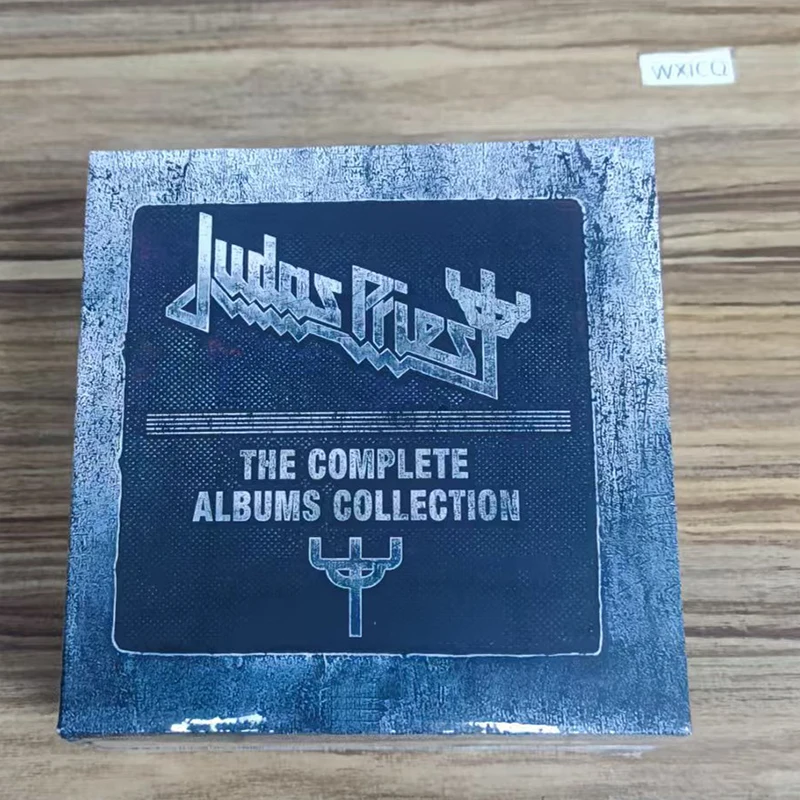 WXICQ
Judas Priest
THE COMPLETE
ALBUMS COLLECTION